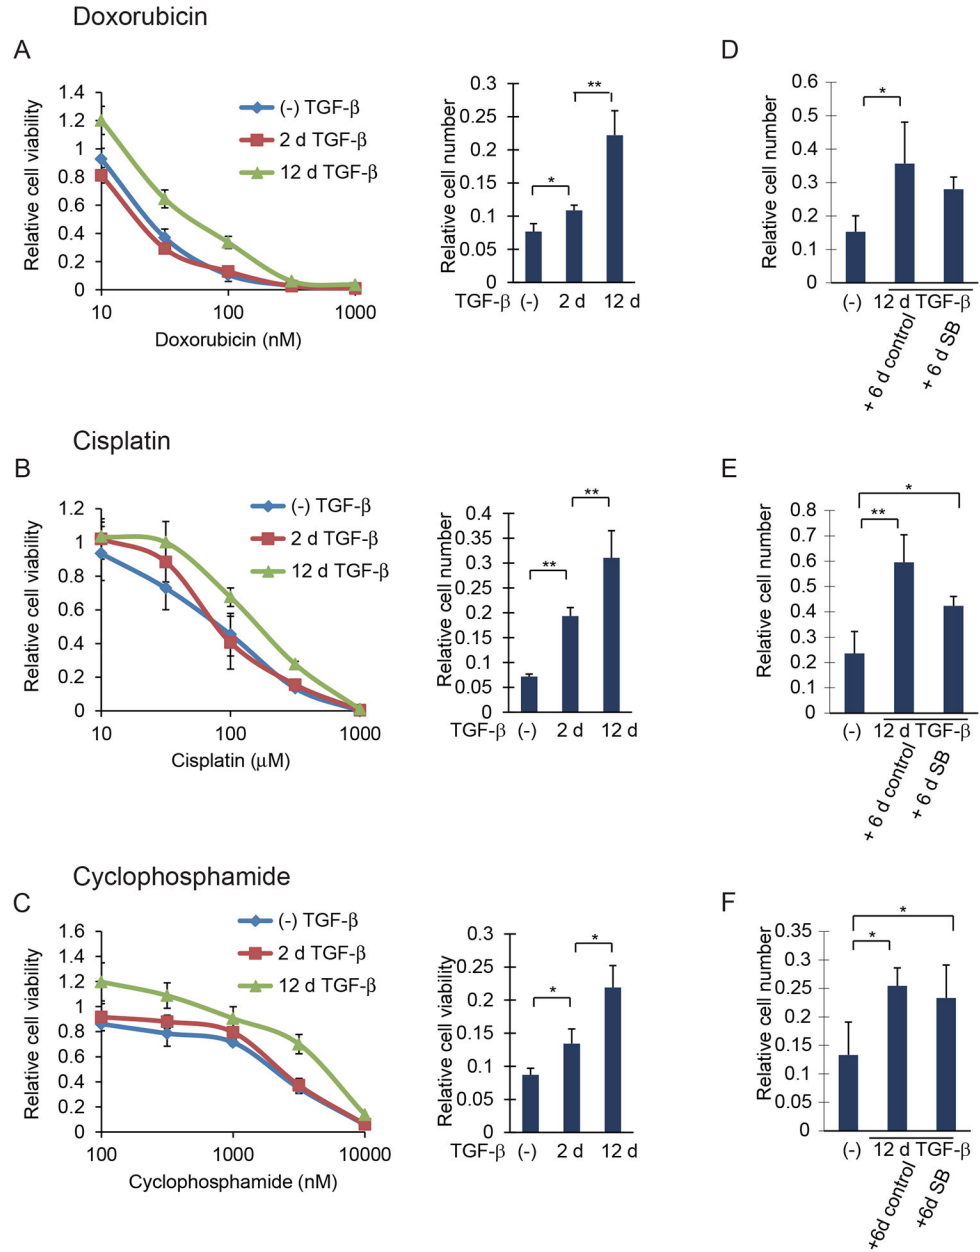 Doxorubicin
A
Relative cell viability
1.4
1.2
1
0.8
0.6
0.4
0.2
0
10
100
1000
Doxorubicin (nM)
(-) TGF-β
2 d TGF-β
12 d TGF-β
Relative cell number
0.3
0.25
0.2
0.15
0.1
0.05
0
*
**
TGF-β (-) 2 d 12 d
D
Relative cell number
0.6
0.5
0.4
0.3
0.2
0.1
0
*
(-) 12 d TGF-β
+ 6 d control
+ 6 d SB
Cisplatin
B
Relative cell viability
1.2
1
0.8
0.6
0.4
0.2
0
10
100
1000
Cisplatin (μM)
(-) TGF-β
2 d TGF-β
12 d TGF-β
Relative cell number
0.4
0.35
0.3
0.25
0.2
0.15
0.1
0.05
0
**
**
TGF-β (-) 2 d 12 d
E
Relative cell number
0.8
0.7
0.6
0.5
0.4
0.3
0.2
0.1
0
*
**
(-) 12 d TGF-β
+ 6 d control
+ 6 d SB
Cyclophosphamide
C
Relative cell viability
1.6
1.4
1.2
1
0.8
0.6
0.4
0.2
0
100
1000
10000
Cyclophosphamide (nM)
(-) TGF-β
2 d TGF-β
12 d TGF-β
Relative cell viability
0.3
0.25
0.2
0.15
0.1
0.05
0
*
*
TGF-β (-) 2 d 12 d
F
Relative cell number
0.35
0.3
0.25
0.2
0.15
0.1
0.05
0
*
*
(-) 12 d TGF-β
+6d control
+6d SB